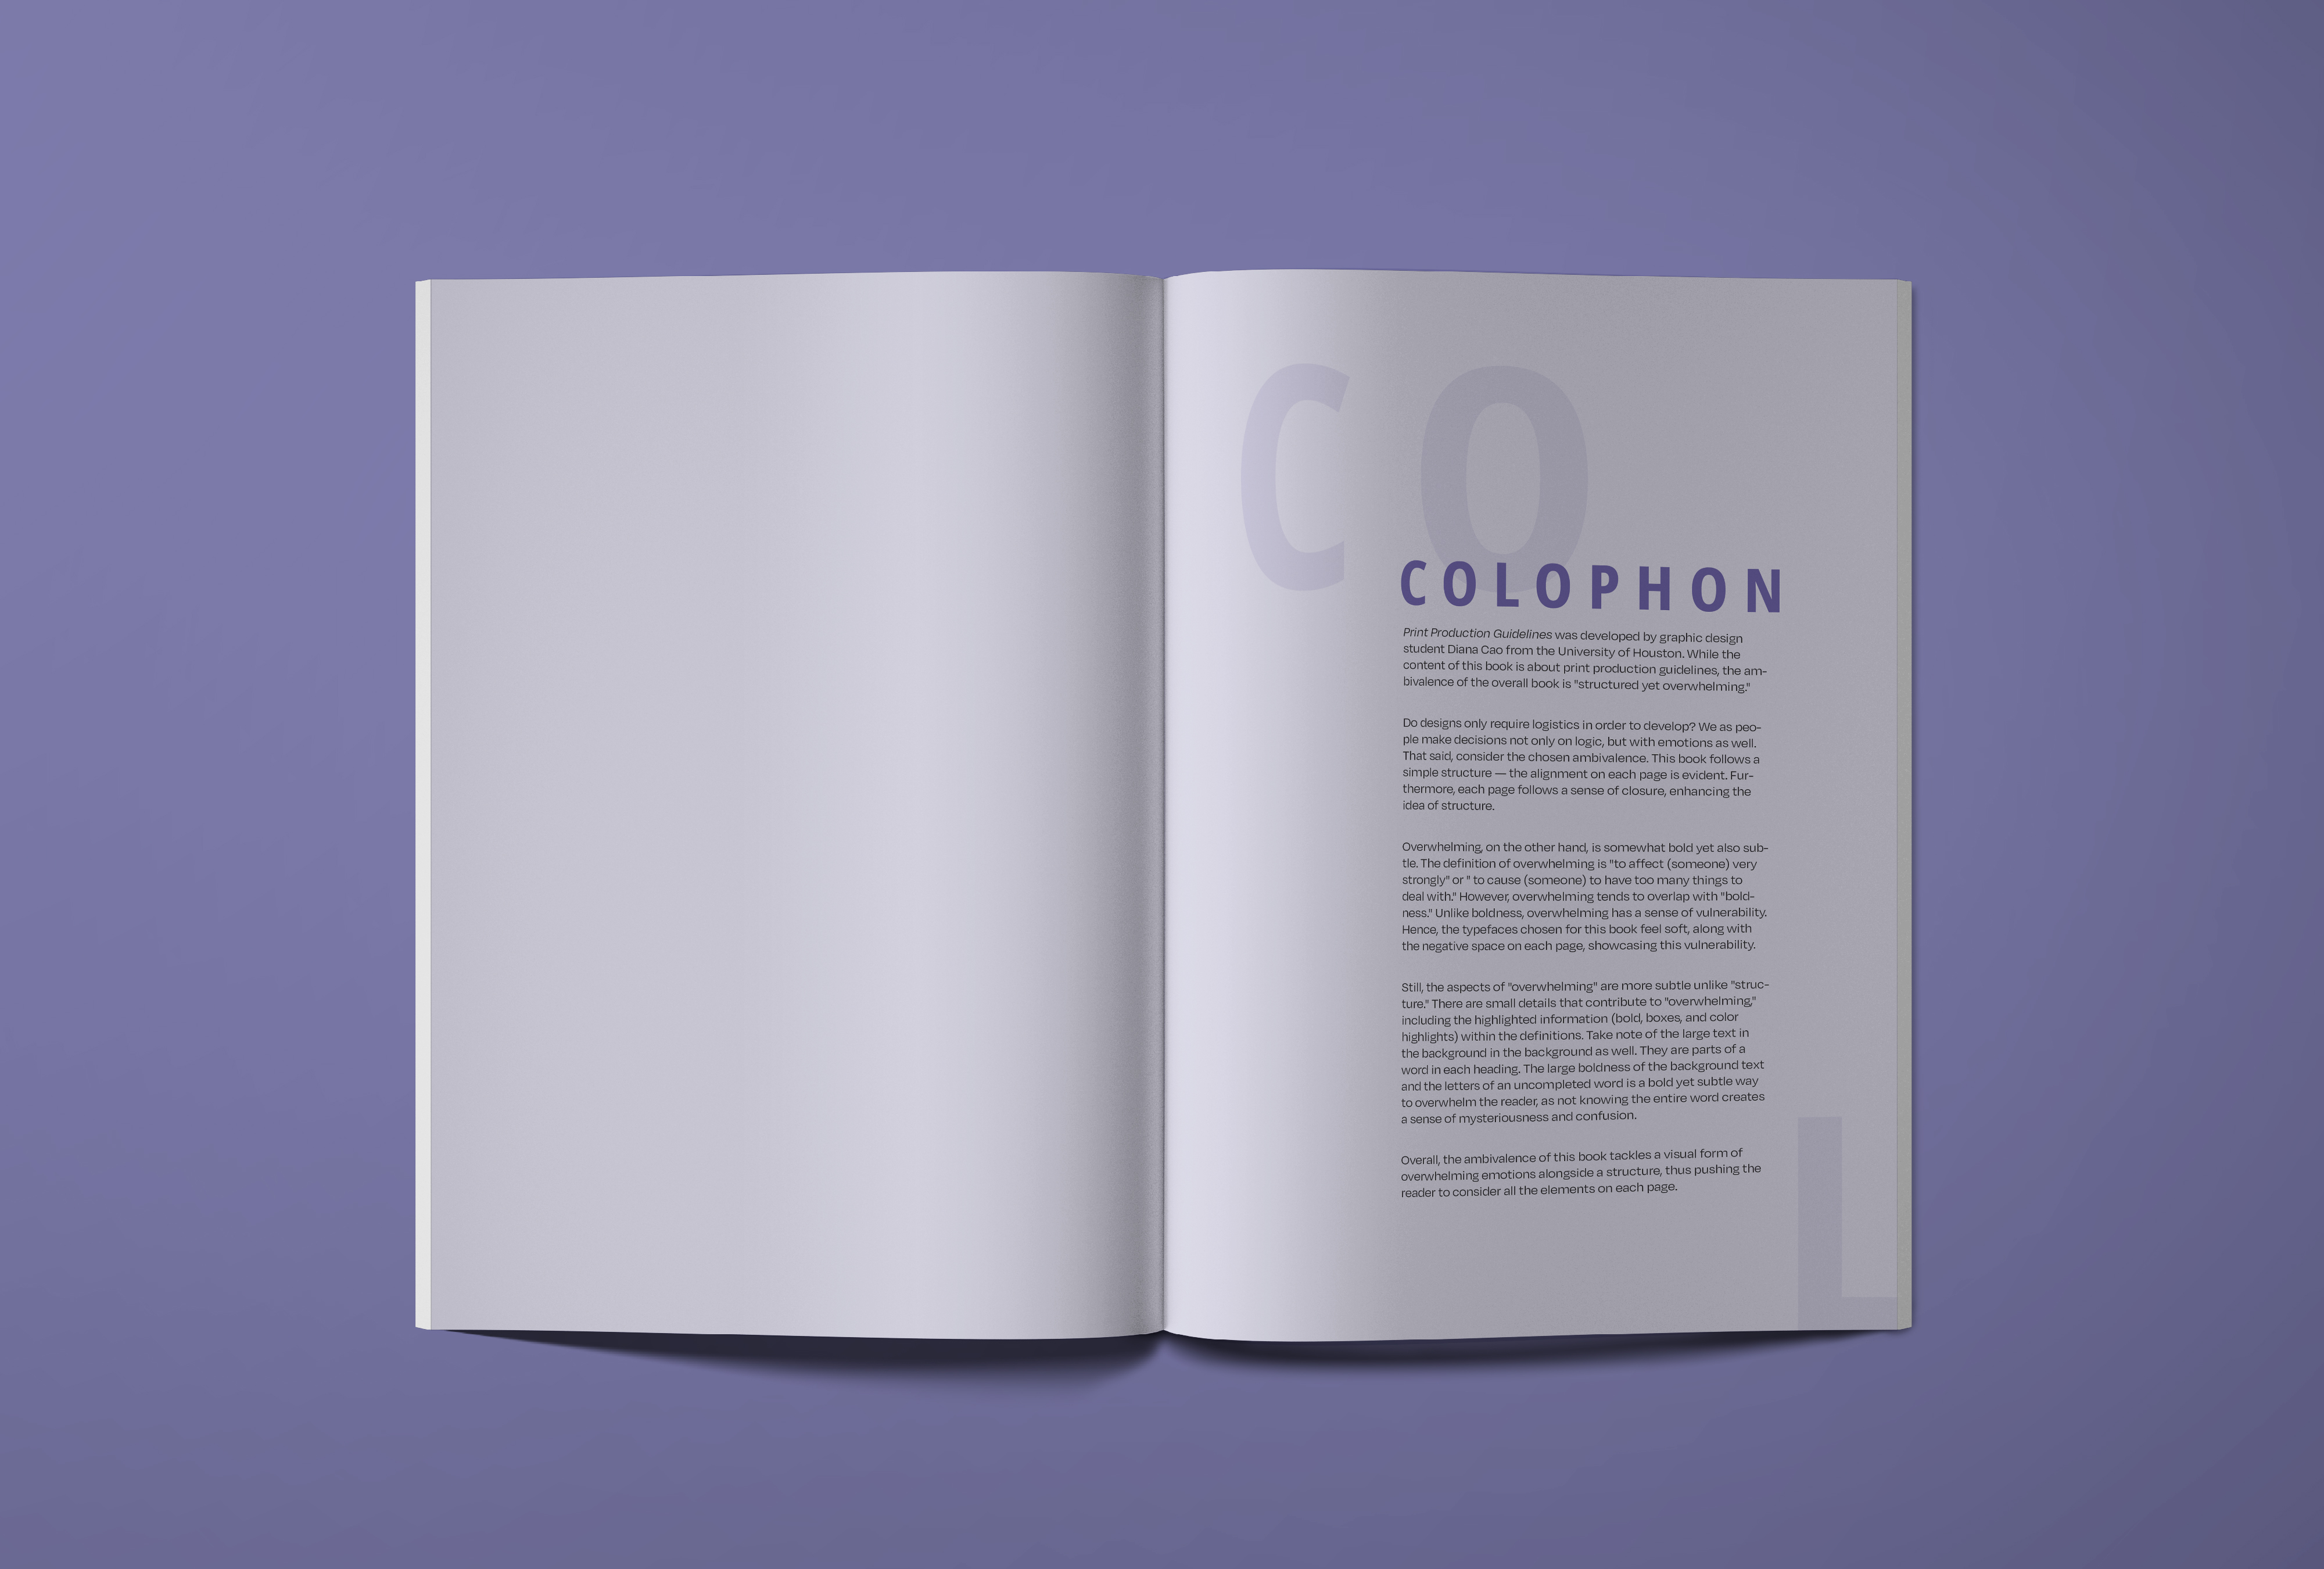 C O
COLOPHON
Print Production Guidelines was developed by graphic design
student Diana Cao from the University of Houston. While the
content of this book is about print production guidelines, the am-
bivalence of the overall book is "structured yet overwhelming."
Do designs only require logistics in order to develop? We as peo-
ple make decisions not only on logic, but with emotions as well.
That said, consider the chosen ambivalence. This book follows a
simple structure — the alignment on each page is evident. Fur-
thermore, each page follows a sense of closure, enhancing the
idea of structure.
Overwhelming, on the other hand, is somewhat bold yet also sub-
tle. The definition of overwhelming is "to affect (someone) very
strongly" or " to cause (someone) to have too many things to
deal with." However, overwhelming tends to overlap with "bold-
ness." Unlike boldness, overwhelming has a sense of vulnerability.
Hence, the typefaces chosen for this book feel soft, along with
the negative space on each page, showcasing this vulnerability.
Still, the aspects of "overwhelming" are more subtle unlike "struc-
ture." There are small details that contribute to "overwhelming,"
including the highlighted information (bold, boxes, and color
highlights) within the definitions. Take note of the large text in
the background in the background as well. They are parts of a
word in each heading. The large boldness of the background text
and the letters of an uncompleted word is a bold yet subtle way
to overwhelm the reader, as not knowing the entire word creates
a sense of mysteriousness and confusion.
Overall, the ambivalence of this book tackles a visual form of
overwhelming emotions alongside a structure, thus pushing the
reader to consider all the elements on each page.
L